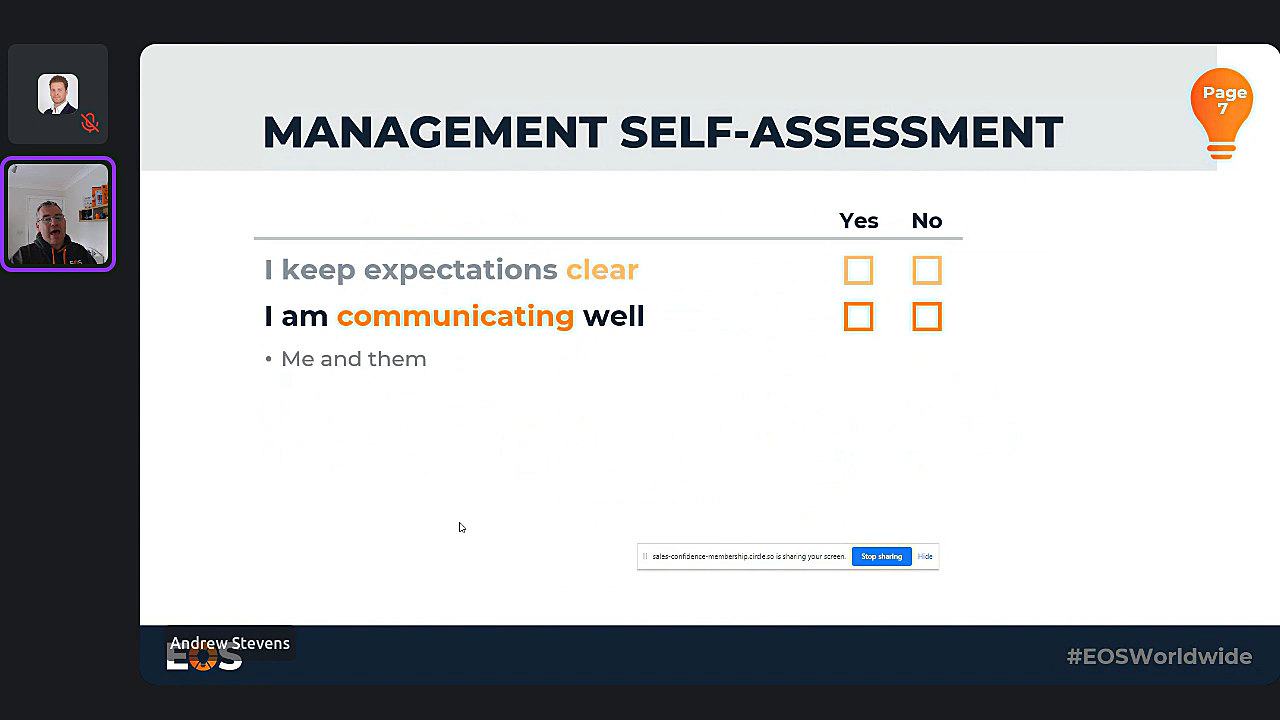 Page
7
MANAGEMENT SELF-ASSESSMENT
Yes No
I keep expectations clear
I am communicating well
• Me and them
sales-confidence-membership.circle.so is sharing your screen. Stop sharing Hide
Andrew Stevens
EOS
#EOSWorldwide
EOS